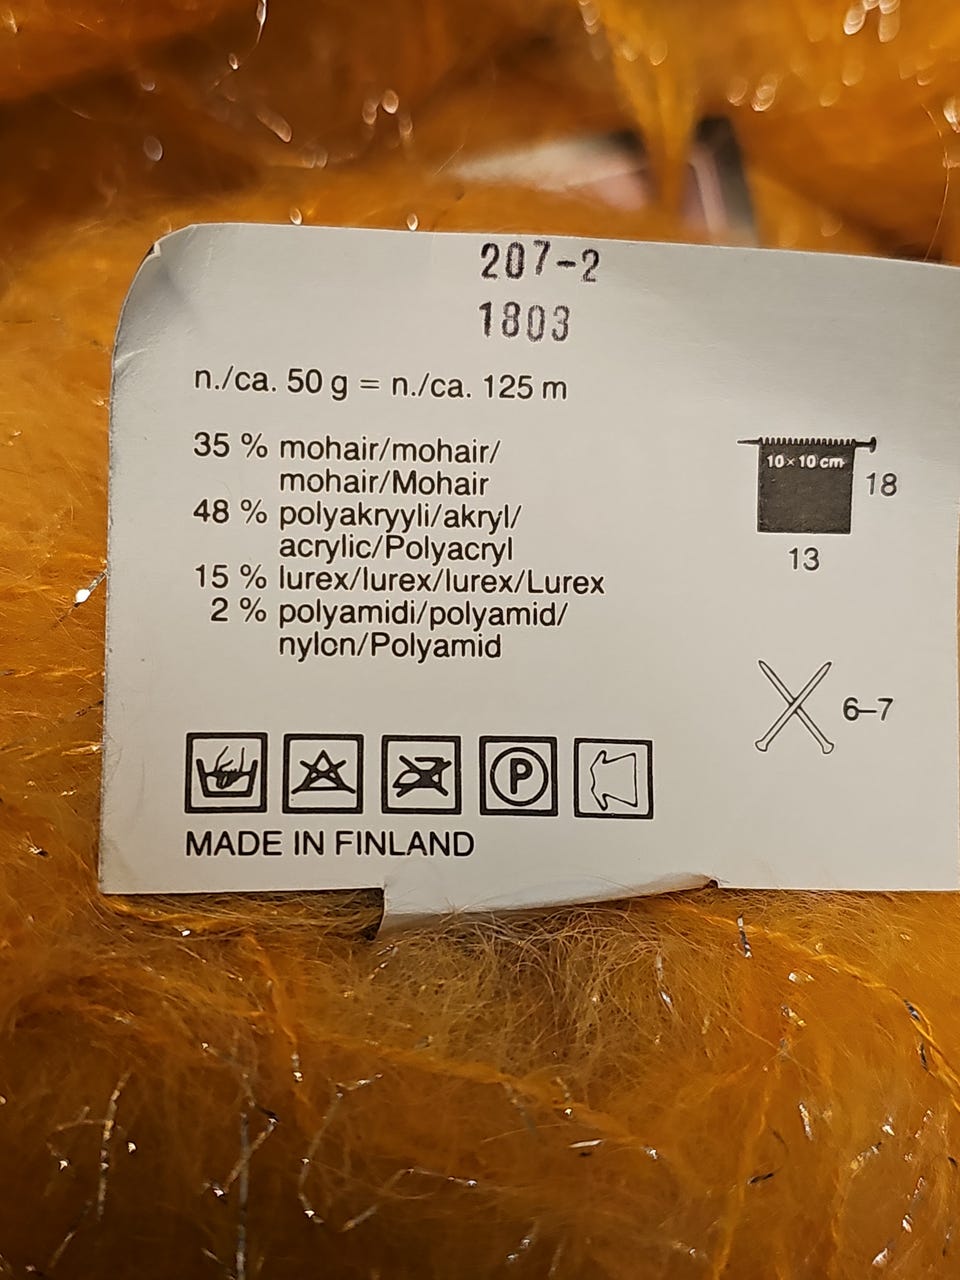 207-2
1803
n./ca. 50 g = n./ca. 125 m
35 % mohair/mohair/
mohair/Mohair
48 % polyakryyli/akryl/
acrylic/Polyacryl
15 % lurex/lurex/lurex/Lurex
2 % polyamidi/polyamid/
nylon/Polyamid
10 x 10 cm
18
13
6–7
P
MADE IN FINLAND